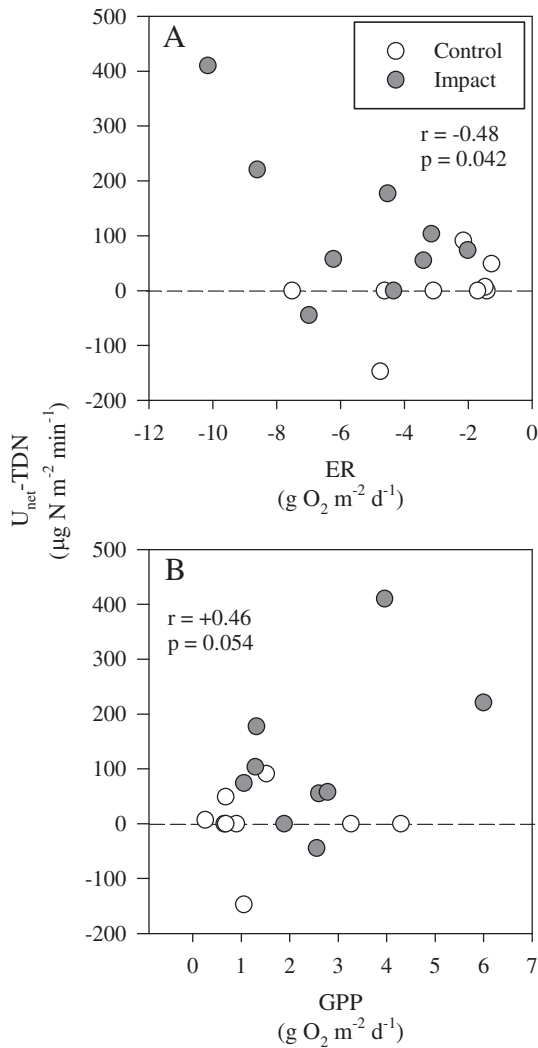 A
Control
Impact
r = -0.48
p = 0.042
500
400
300
200
100
0
-100
-200
-12 -10 -8 -6 -4 -2 0
ER
(g O₂ m⁻² d⁻¹)
Uₙₑₜ-TDN
(µg N m⁻² min⁻¹)
B
r = +0.46
p = 0.054
500
400
300
200
100
0
-100
-200
0 1 2 3 4 5 6 7
GPP
(g O₂ m⁻² d⁻¹)